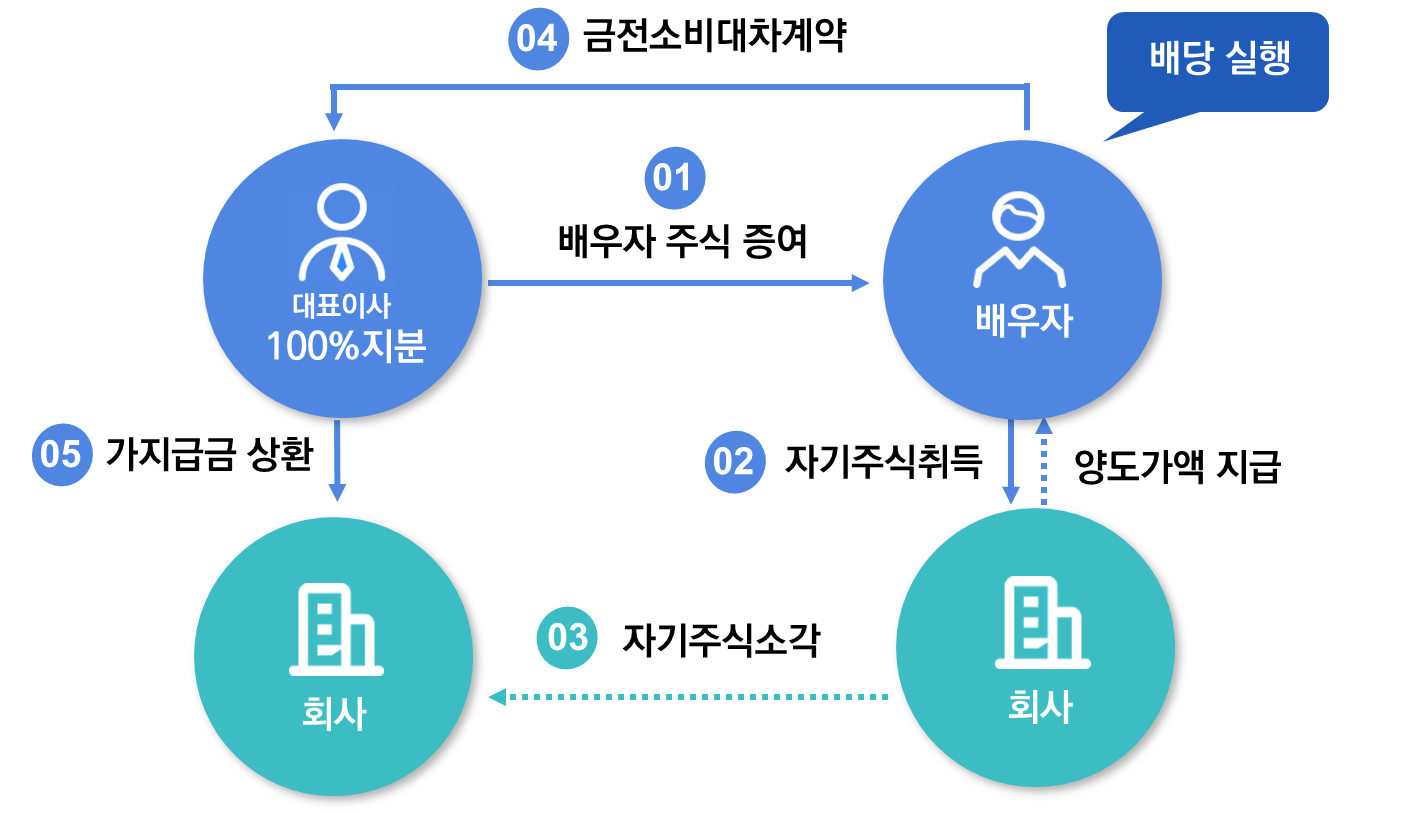 04 금전소비대차계약
배당 실행
01
배우자 주식 증여
대표이사
100%지분
배우자
05 가지급금 상환
02 자기주식취득
양도가액 지급
03 자기주식소각
회사
회사